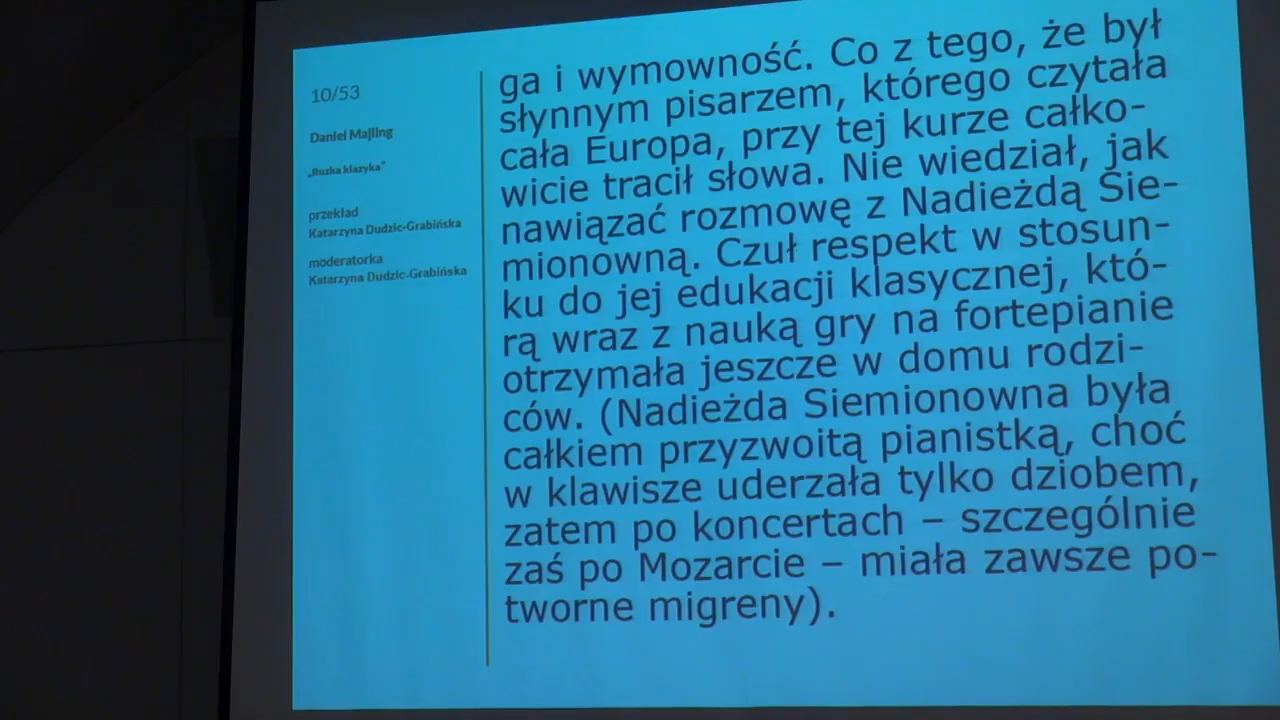 10/53
Daniel Majling
„Ruzka klazyka”
przekład
Katarzyna Dudzic-Grabińska
moderatorka
Katarzyna Dudzic-Grabińska
ga i wymowność. Co z tego, że był
słynnym pisarzem, którego czytała
cała Europa, przy tej kurze całko-
wicie tracił słowa. Nie wiedział, jak
nawiązać rozmowę z Nadieżdą Sie-
mionowną. Czuł respekt w stosun-
ku do jej edukacji klasycznej, któ-
rą wraz z nauką gry na fortepianie
otrzymała jeszcze w domu rodzi-
ców. (Nadieżda Siemionowna była
całkiem przyzwoitą pianistką, choć
w klawisze uderzała tylko dziobem,
zatem po koncertach – szczególnie
zaś po Mozarcie – miała zawsze po-
tworne migreny).